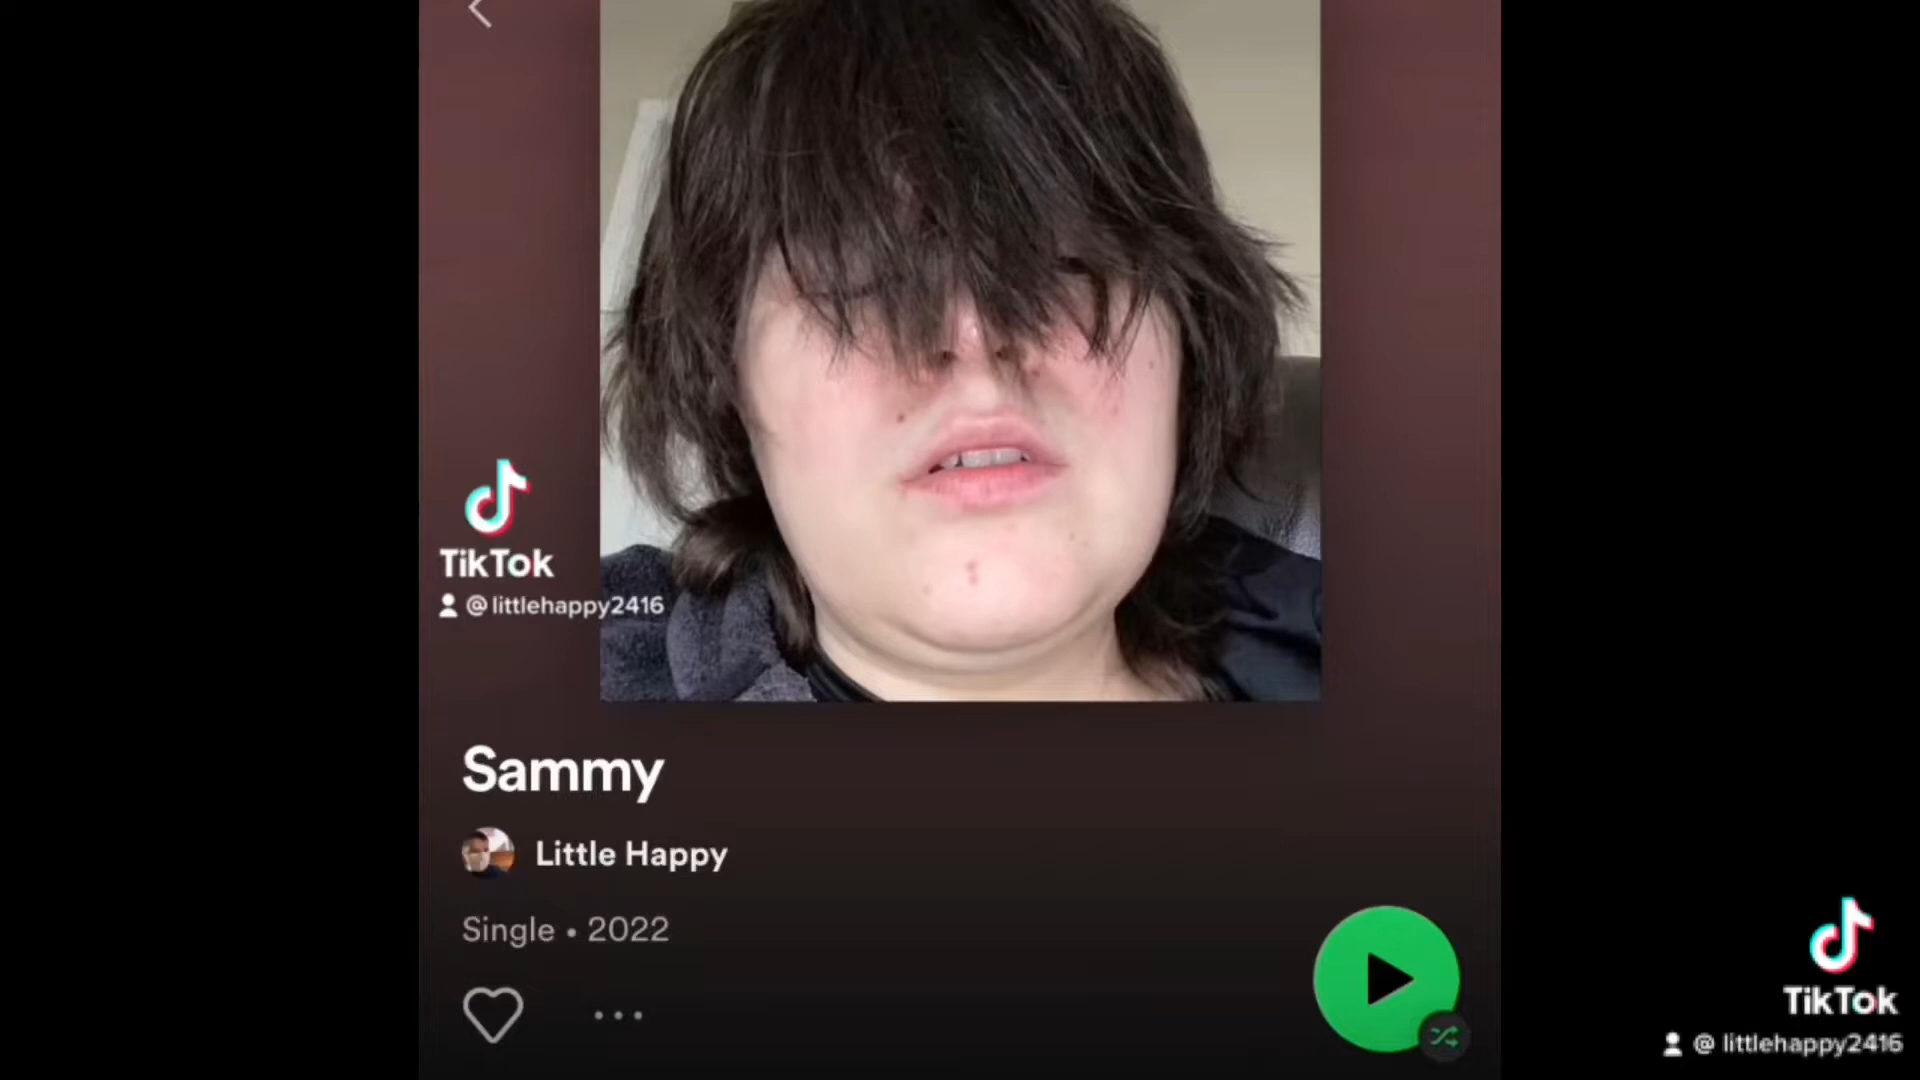 TikTok
@littlehappy2416
Sammy
Little Happy
Single • 2022
TikTok
@ littlehappy2416